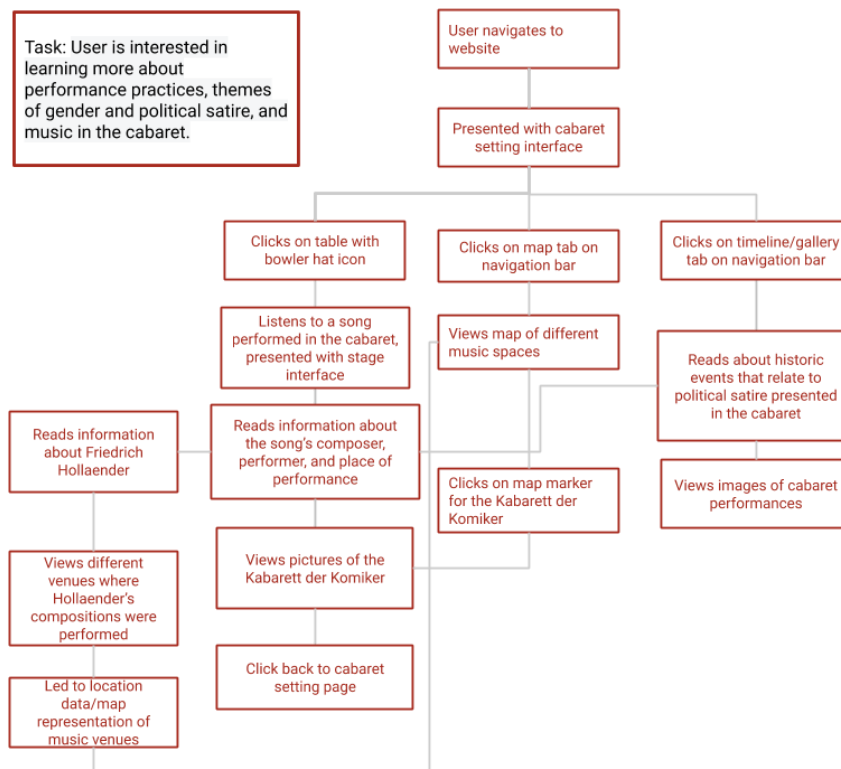 Task: User is interested in
learning more about
performance practices, themes
of gender and political satire, and
music in the cabaret.
User navigates to
website
Presented with cabaret
setting interface
Clicks on table with
bowler hat icon
Clicks on map tab on
navigation bar
Clicks on timeline/gallery
tab on navigation bar
Listens to a song
performed in the cabaret,
presented with stage
interface
Views map of different
music spaces
Reads about historic
events that relate to
political satire presented
in the cabaret
Reads information
about Friedrich
Hollaender
Reads information about
the song's composer,
performer, and place of
performance
Clicks on map marker
for the Kabarett der
Komiker
Views images of cabaret
performances
Views different
venues where
Hollaender's
compositions were
performed
Views pictures of the
Kabarett der Komiker
Click back to cabaret
setting page
Led to location
data/map
representation of
music venues